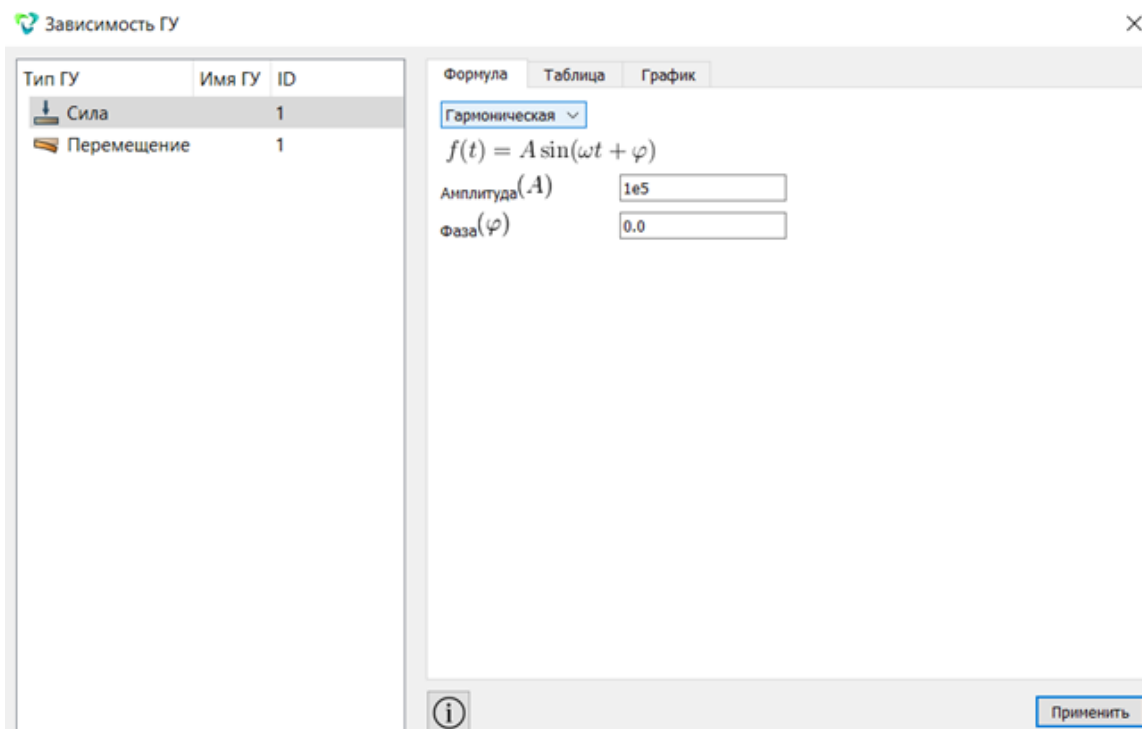 Зависимость ГУ
Тип ГУ Имя ГУ ID
Сила 1
Перемещение 1
Формула Таблица График
Гармоническая
f(t) = A sin(ωt + φ)
Амплитуда(A) 1e5
Фаза(φ) 0.0
i
Применить